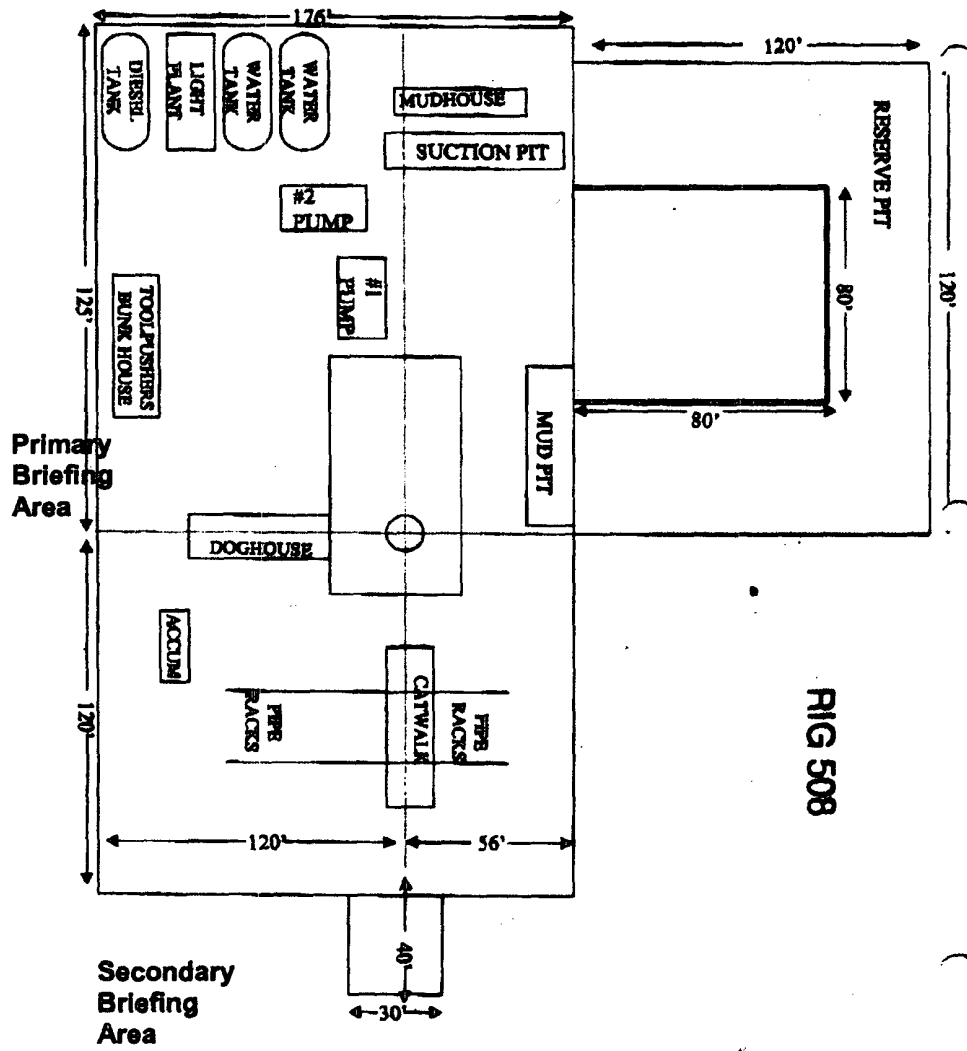 176'
120'
DIESEL
TANK
LIGHT
PLANT
WATER
TANK
WATER
TANK
MUDHOUSE
SUCTION PIT
RESERVE PIT
#2
PUMP
#1
PUMP
125'
80'
120'
TOOLPUSHERS
BUNK HOUSE
80'
MUD PIT
Primary
Briefing
Area
DOGHOUSE
ACCUM
120'
PIPE
RACKS
CATWALK
PIPE
RACKS
RIG 508
120'
56'
40'
30'
Secondary
Briefing
Area